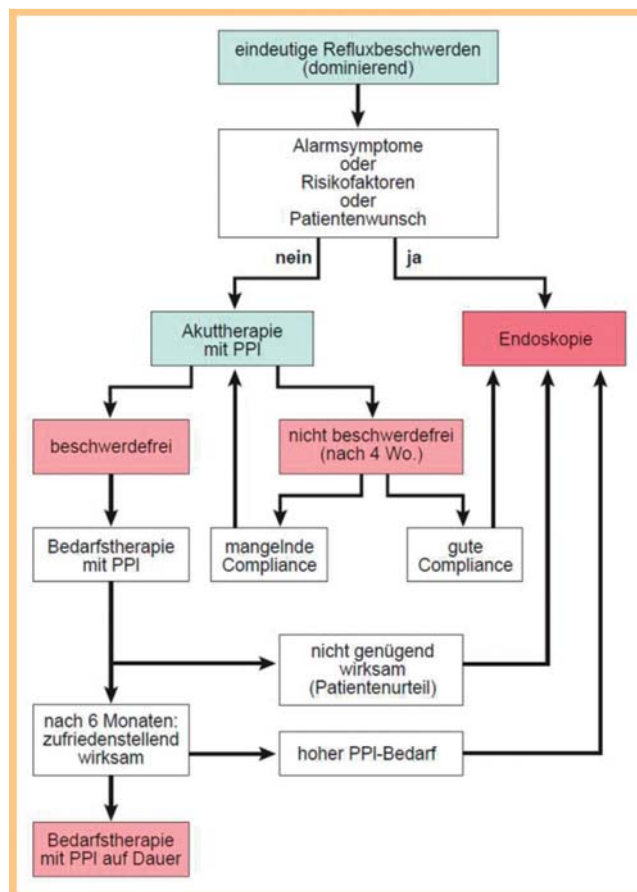 eindeutige Refluxbeschwerden
(dominierend)
Alarmsymptome
oder
Risikofaktoren
oder
Patientenwunsch
nein
ja
Akuttherapie
mit PPI
Endoskopie
beschwerdefrei
nicht beschwerdefrei
(nach 4 Wo.)
Bedarfstherapie
mit PPI
mangelnde
Compliance
gute
Compliance
nicht genügend
wirksam
(Patientenurteil)
nach 6 Monaten:
zufriedenstellend
wirksam
hoher PPI-Bedarf
Bedarfstherapie
mit PPI auf Dauer